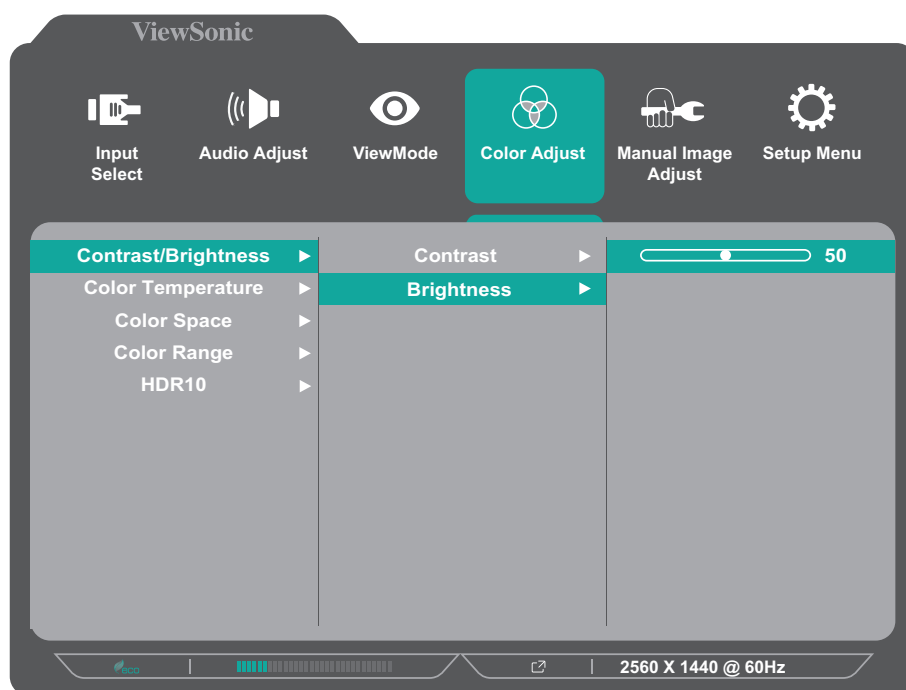 ViewSonic
Input
Select
Audio Adjust
ViewMode
Color Adjust
Manual Image
Adjust
Setup Menu
Contrast/Brightness
Contrast
50
Color Temperature
Brightness
Color Space
Color Range
HDR10
eco
2560 X 1440 @ 60Hz